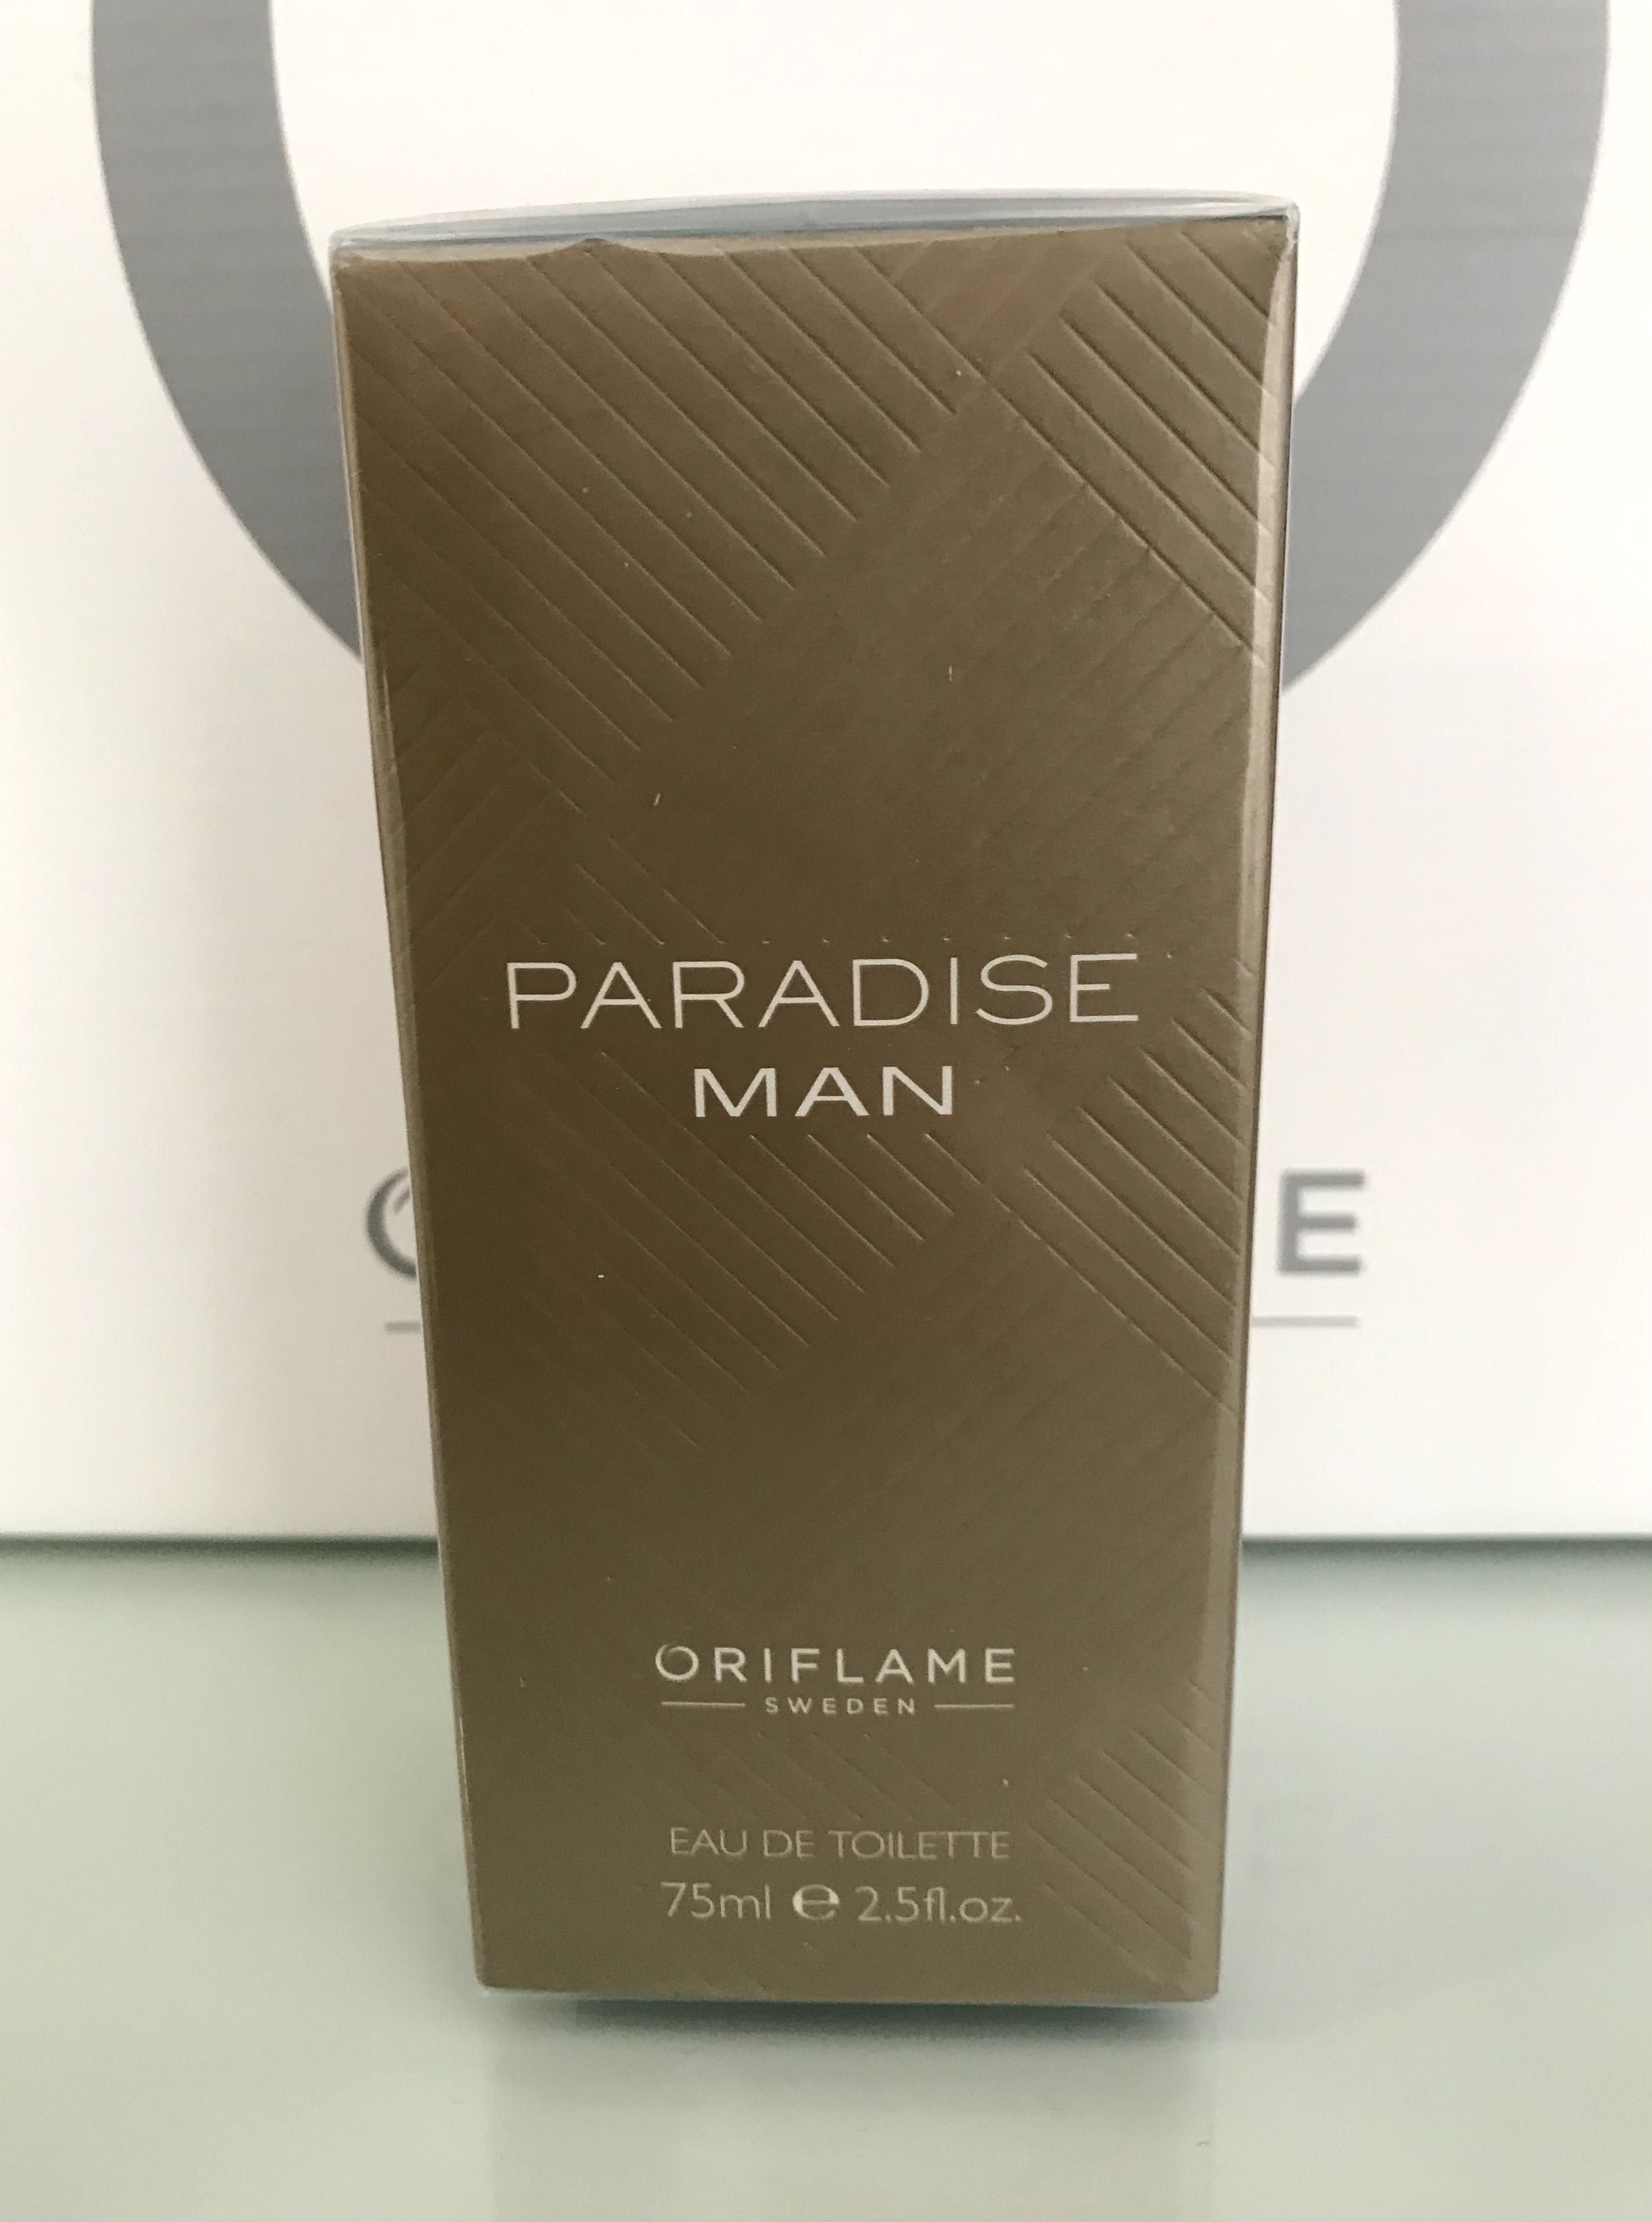 PARADISE
MAN
ORIFLAME
SWEDEN
EAU DE TOILETTE
75ml ℮ 2.5fl.oz.